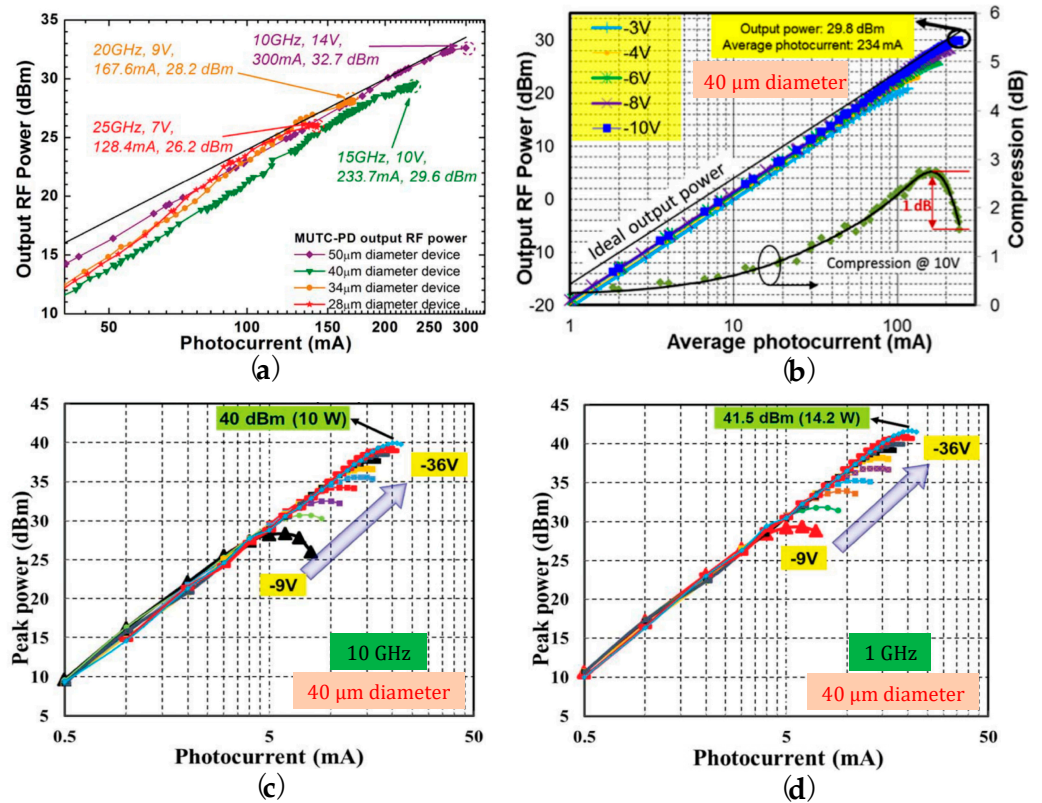 35
30
25
20
15
10
Output RF Power (dBm)
20GHz, 9V,
167.6mA, 28.2 dBm
10GHz, 14V,
300mA, 32.7 dBm
25GHz, 7V,
128.4mA, 26.2 dBm
15GHz, 10V,
233.7mA, 29.6 dBm
MUTC-PD output RF power
50μm diameter device
40μm diameter device
34μm diameter device
28μm diameter device
50
100
150
200
250
300
Photocurrent (mA)
(a)
30
20
10
0
-10
-20
Output RF Power (dBm)
-3V
-4V
-6V
-8V
-10V
Output power: 29.8 dBm
Average photocurrent: 234 mA
40 μm diameter
Ideal output power
1 dB
Compression @ 10V
6
5
4
3
2
1
0
Compression (dB)
1
10
100
Average photocurrent (mA)
(b)
45
40
35
30
25
20
15
10
5
Peak power (dBm)
40 dBm (10 W)
-36V
-9V
10 GHz
40 μm diameter
0.5
5
50
Photocurrent (mA)
(c)
45
40
35
30
25
20
15
10
5
Peak power (dBm)
41.5 dBm (14.2 W)
-36V
-9V
1 GHz
40 μm diameter
0.5
5
50
Photocurrent (mA)
(d)